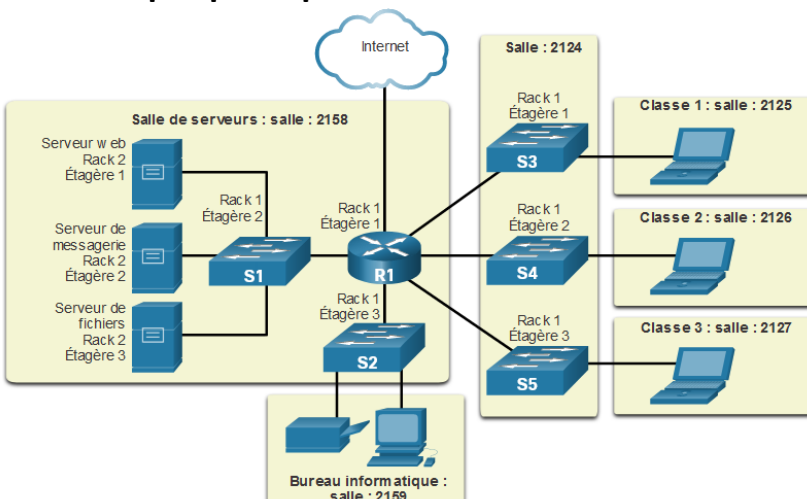 Internet
Salle : 2124
Rack 1
Étagère 1
S3
Classe 1 : salle : 2125
Salle de serveurs : salle : 2158
Serveur web
Rack 2
Étagère 1
Rack 1
Étagère 2
Rack 1
Étagère 1
Rack 1
Étagère 2
Classe 2 : salle : 2126
Serveur de
messagerie
Rack 2
Étagère 2
S1
R1
S4
Rack 1
Étagère 3
Serveur de
fichiers
Rack 2
Étagère 3
S2
Rack 1
Étagère 3
S5
Classe 3 : salle : 2127
Bureau informatique :
salle : 2159